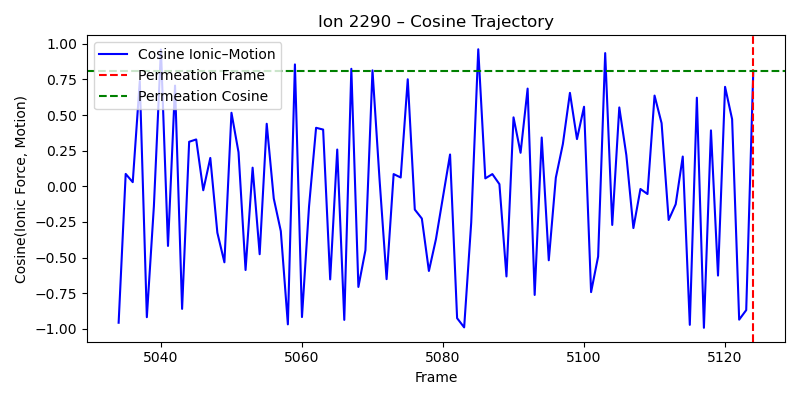 Ion 2290 – Cosine Trajectory
Cosine Ionic–Motion
Permeation Frame
Permeation Cosine
Cosine(Ionic Force, Motion)
1.00
0.75
0.50
0.25
0.00
−0.25
−0.50
−0.75
−1.00
5040
5060
5080
5100
5120
Frame